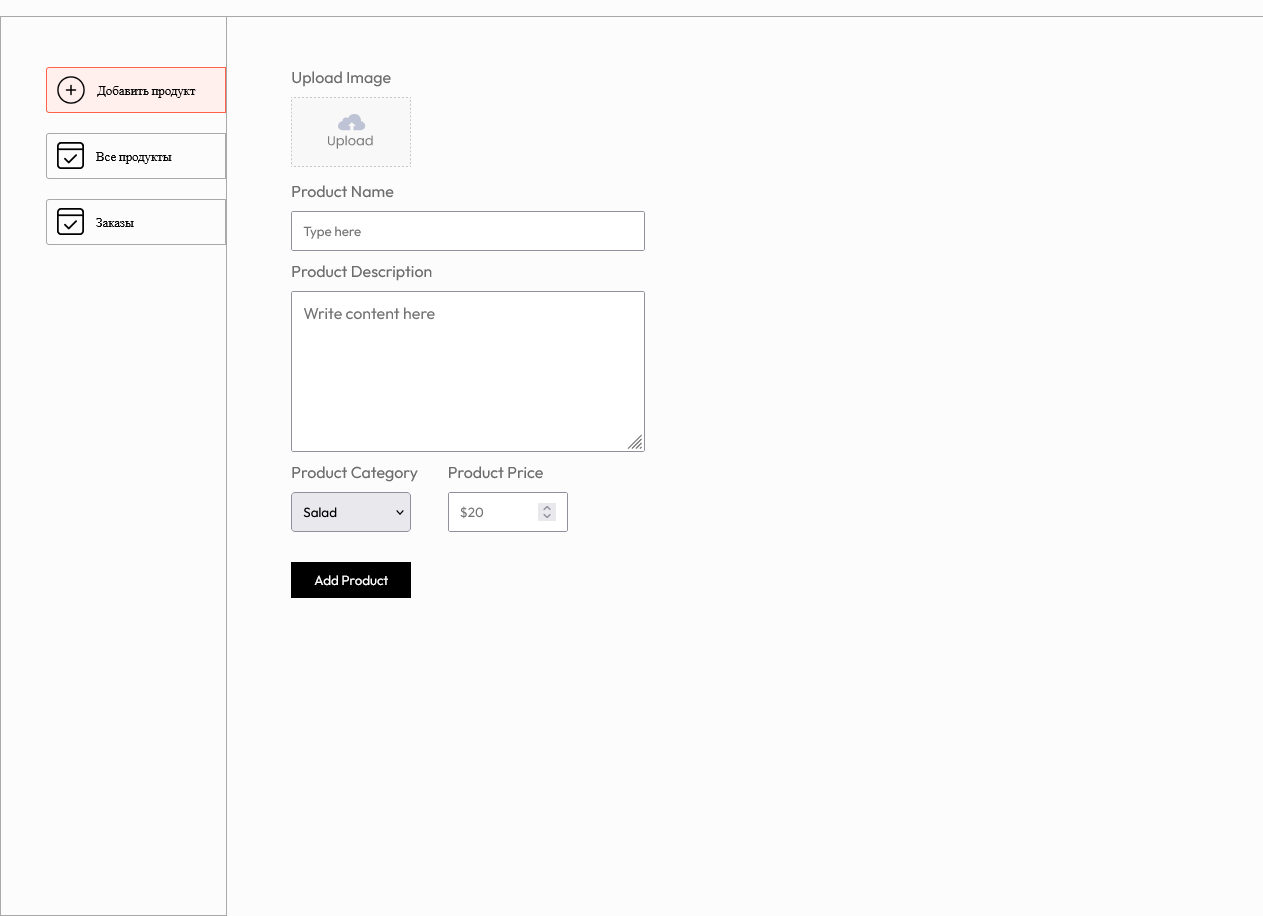 Добавить продукт
Все продукты
Заказы
Upload Image
Upload
Product Name
Type here
Product Description
Write content here
Product Category
Product Price
Salad
$20
Add Product